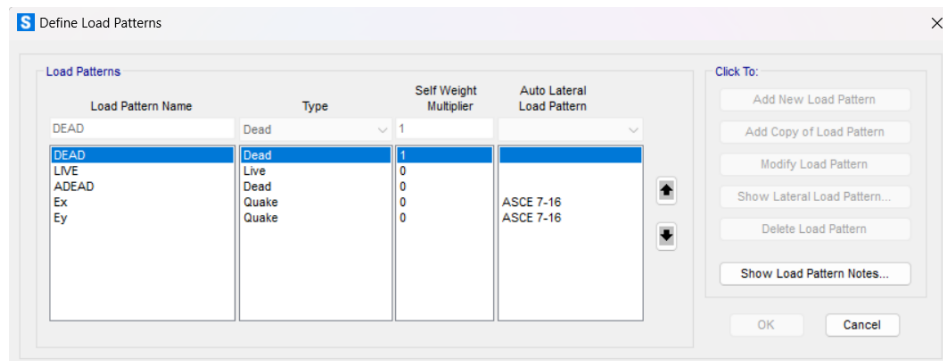 S Define Load Patterns
Load Patterns
Click To:
Load Pattern Name Type Self Weight Multiplier Auto Lateral Load Pattern
DEAD Dead 1
DEAD Dead 1
LIVE Live 0
ADEAD Dead 0
Ex Quake 0 ASCE 7-16
Ey Quake 0 ASCE 7-16
Add New Load Pattern
Add Copy of Load Pattern
Modify Load Pattern
Show Lateral Load Pattern...
Delete Load Pattern
Show Load Pattern Notes...
OK Cancel